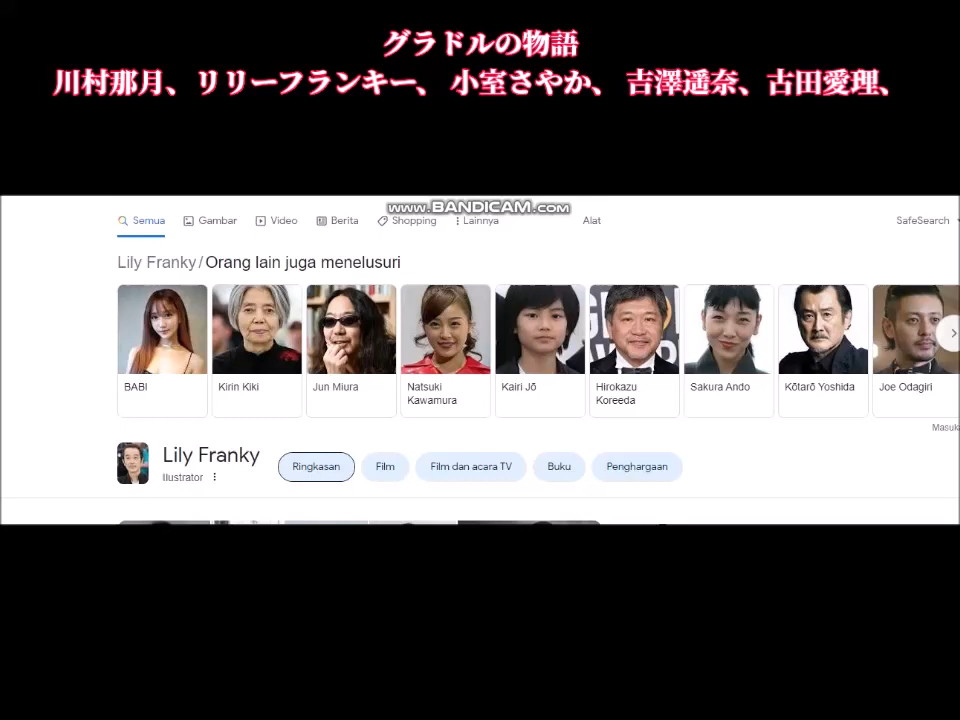 グラドルの物語
川村那月、リリーフランキー、 小室さやか、 吉澤遥奈、古田愛理、
www.BANDICAM.com
Semua Gambar Video Berita Shopping Lainnya Alat SafeSearch
Lily Franky/Orang lain juga menelusuri
BABI Kirin Kiki Jun Miura Natsuki Kawamura Kairi Jō Hirokazu Koreeda Sakura Ando Kōtarō Yoshida Joe Odagiri
Lily Franky
Illustrator
Ringkasan Film Film dan acara TV Buku Penghargaan